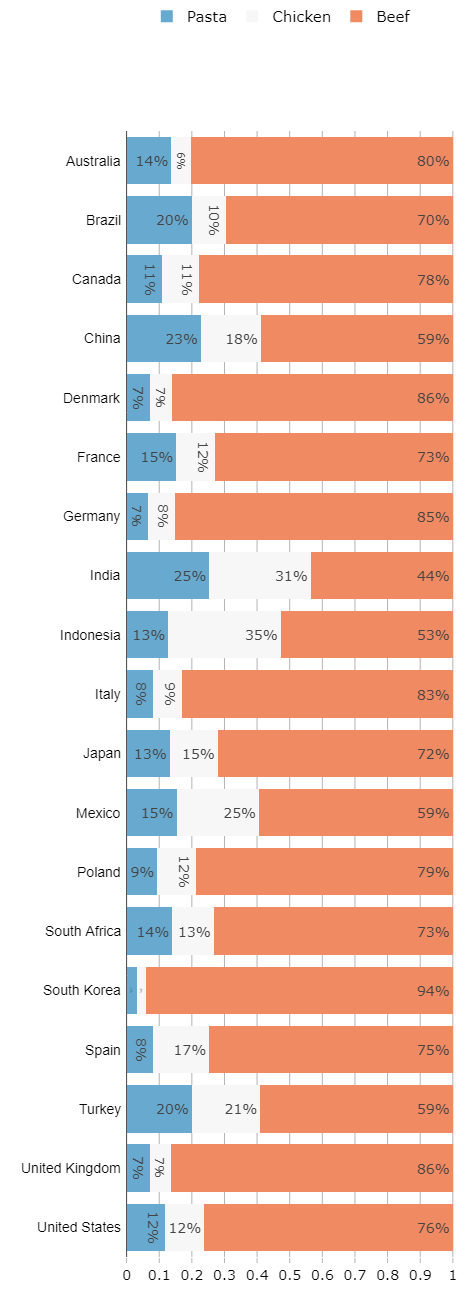 Pasta Chicken Beef
Australia 14% 6% 80%
Brazil 20% 10% 70%
Canada 11% 11% 78%
China 23% 18% 59%
Denmark 7% 7% 86%
France 15% 12% 73%
Germany 7% 8% 85%
India 25% 31% 44%
Indonesia 13% 35% 53%
Italy 8% 9% 83%
Japan 13% 15% 72%
Mexico 15% 25% 59%
Poland 9% 12% 79%
South Africa 14% 13% 73%
South Korea 94%
Spain 8% 17% 75%
Turkey 20% 21% 59%
United Kingdom 7% 7% 86%
United States 12% 12% 76%
0 0.1 0.2 0.3 0.4 0.5 0.6 0.7 0.8 0.9 1